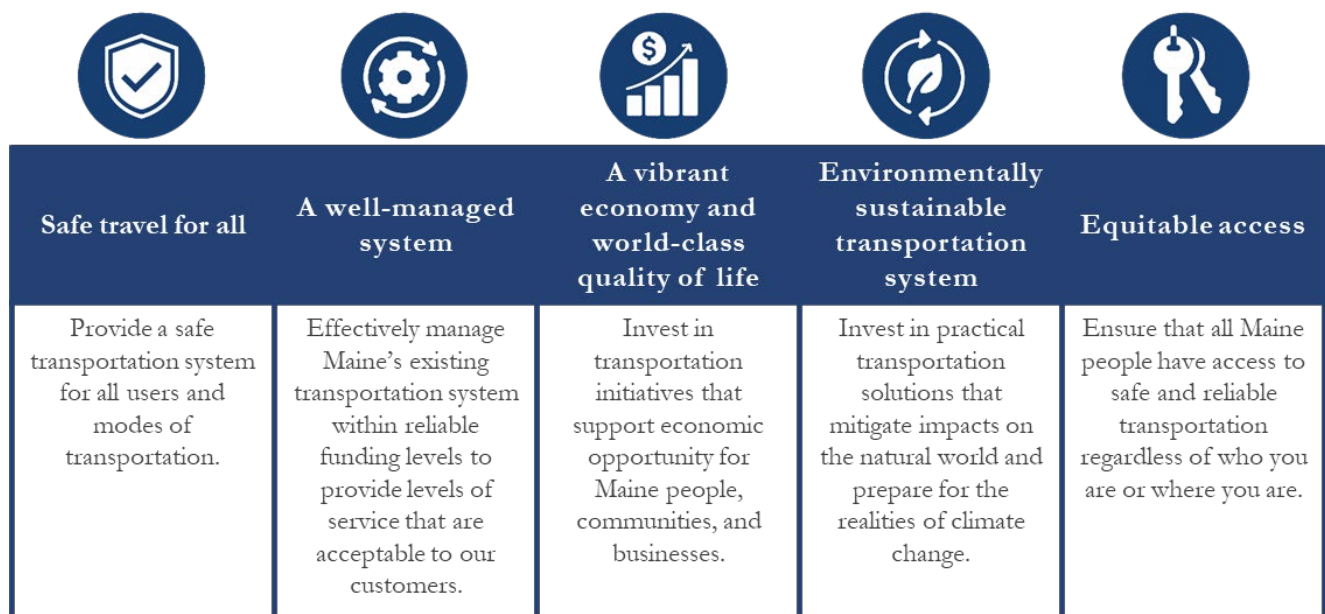 $
Safe travel for all
A well-managed
system
A vibrant
economy and
world-class
quality of life
Environmentally
sustainable
transportation
system
Equitable access
Provide a safe
transportation system
for all users and
modes of
transportation.
Effectively manage
Maine’s existing
transportation system
within reliable
funding levels to
provide levels of
service that are
acceptable to our
customers.
Invest in
transportation
initiatives that
support economic
opportunity for
Maine people,
communities, and
businesses.
Invest in practical
transportation
solutions that
mitigate impacts on
the natural world and
prepare for the
realities of climate
change.
Ensure that all Maine
people have access to
safe and reliable
transportation
regardless of who you
are or where you are.